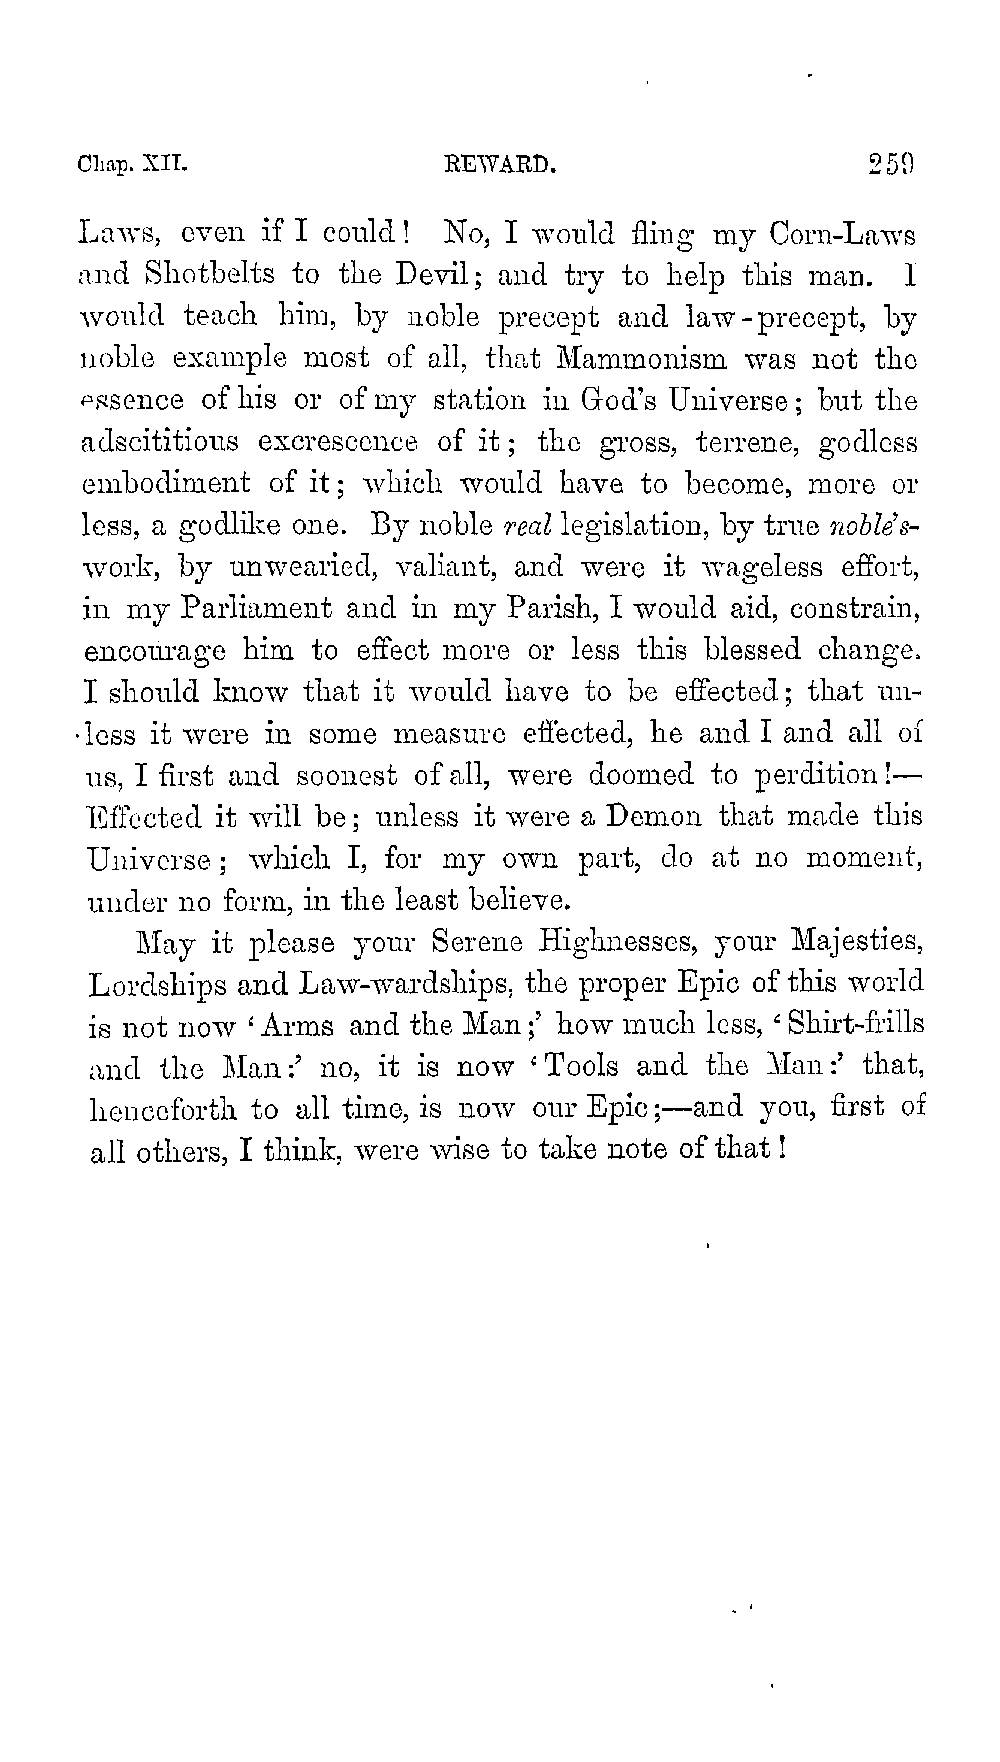 Chap. XII. REWARD. 259
Laws, even if I could! No, I would fling my Corn-Laws
and Shotbelts to the Devil; and try to help this man. I
would teach him, by noble precept and law-precept, by
noble example most of all, that Mammonism was not the
essence of his or of my station in God's Universe; but the
adscititious excrescence of it; the gross, terrene, godless
embodiment of it; which would have to become, more or
less, a godlike one. By noble real legislation, by true noble's-
work, by unwearied, valiant, and were it wageless effort,
in my Parliament and in my Parish, I would aid, constrain,
encourage him to effect more or less this blessed change.
I should know that it would have to be effected; that un-
less it were in some measure effected, he and I and all of
us, I first and soonest of all, were doomed to perdition!—
Effected it will be; unless it were a Demon that made this
Universe; which I, for my own part, do at no moment,
under no form, in the least believe.
May it please your Serene Highnesses, your Majesties,
Lordships and Law-wardships, the proper Epic of this world
is not now 'Arms and the Man;' how much less, 'Shirt-frills
and the Man:' no, it is now 'Tools and the Man:' that,
henceforth to all time, is now our Epic;—and you, first of
all others, I think, were wise to take note of that!